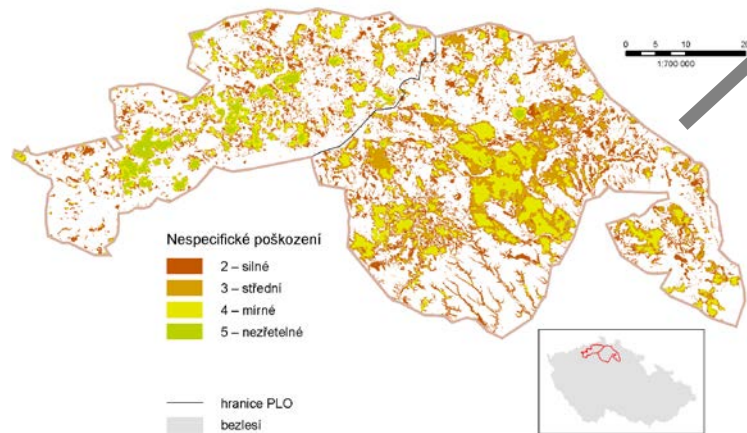 0 5 10 20
1:700 000
Nespecifické poškození
2 – silné
3 – střední
4 – mírné
5 – nezřetelné
hranice PLO
bezlesí